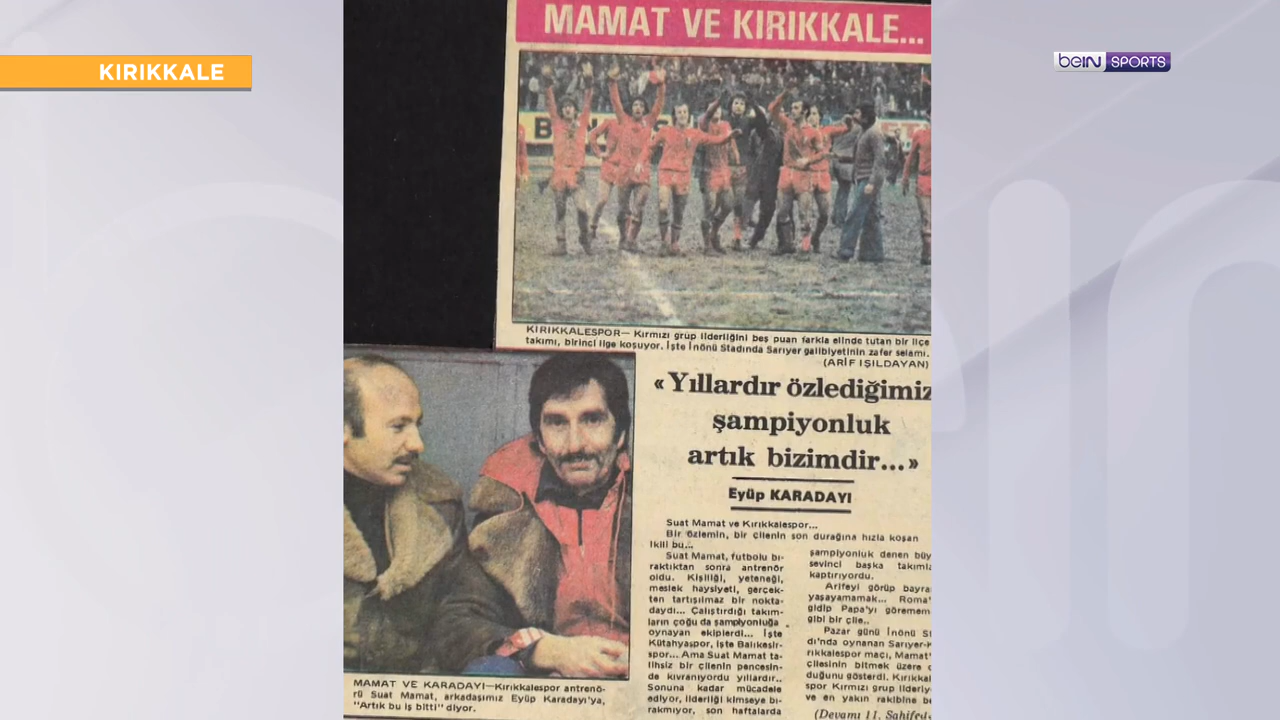 KIRIKKALE
beIN SPORTS
MAMAT VE KIRIKKALE...
KIRIKKALESPOR— Kırmızı grup liderliğini beş puan farkla elinde tutan bir ilçe
takımı, birinci lige koşuyor. İşte İnönü Stadında Sarıyer galibiyetinin zafer selamı.
(ARİF IŞILDAYAN)
«Yıllardır özlediğimiz
şampiyonluk
artık bizimdir...»
Eyüp KARADAYI
Suat Mamat ve Kırıkkalespor...
Bir özlemin, bir çilenin son durağına hızla koşan
ikili bu...
Suat Mamat, futbolu bı-
raktıktan sonra antrenör
oldu. Kişiliği, yeteneği,
meslek haysiyeti, gerçek-
ten tartışılmaz bir nokta-
daydı... Çalıştırdığı takım-
ların çoğu da şampiyonluğa
oynayan ekiplerdi... İşte
Kütahyaspor, işte Balıkesir-
spor... Ama Suat Mamat ta-
lihsiz bir çilenin pençesin-
de kıvranıyordu yıllardır..
Sonuna kadar mücadele
ediyor, liderliği kimseye bı-
rakmıyor, son haftalarda
şampiyonluk denen büy
sevinci başka takımla
kaptırıyordu.
Arifeyi görüp bayra
yaşayamamak... Roma'
gidip Papa'yı görememe
gibi bir çile..
Pazar günü İnönü St
dı'nda oynanan Sarıyer-K
rıkkalespor maçı, Mamat'
çilesinin bitmek üzere o
duğunu gösterdi. Kırıkkal
spor Kırmızı grup liderliy
ve en yakın rakibine be
(Devamı 11. Sahifed
MAMAT VE KARADAYI—Kırıkkalespor antrenö-
rü Suat Mamat, arkadaşımız Eyüp Karadayı'ya,
"Artık bu iş bitti" diyor.